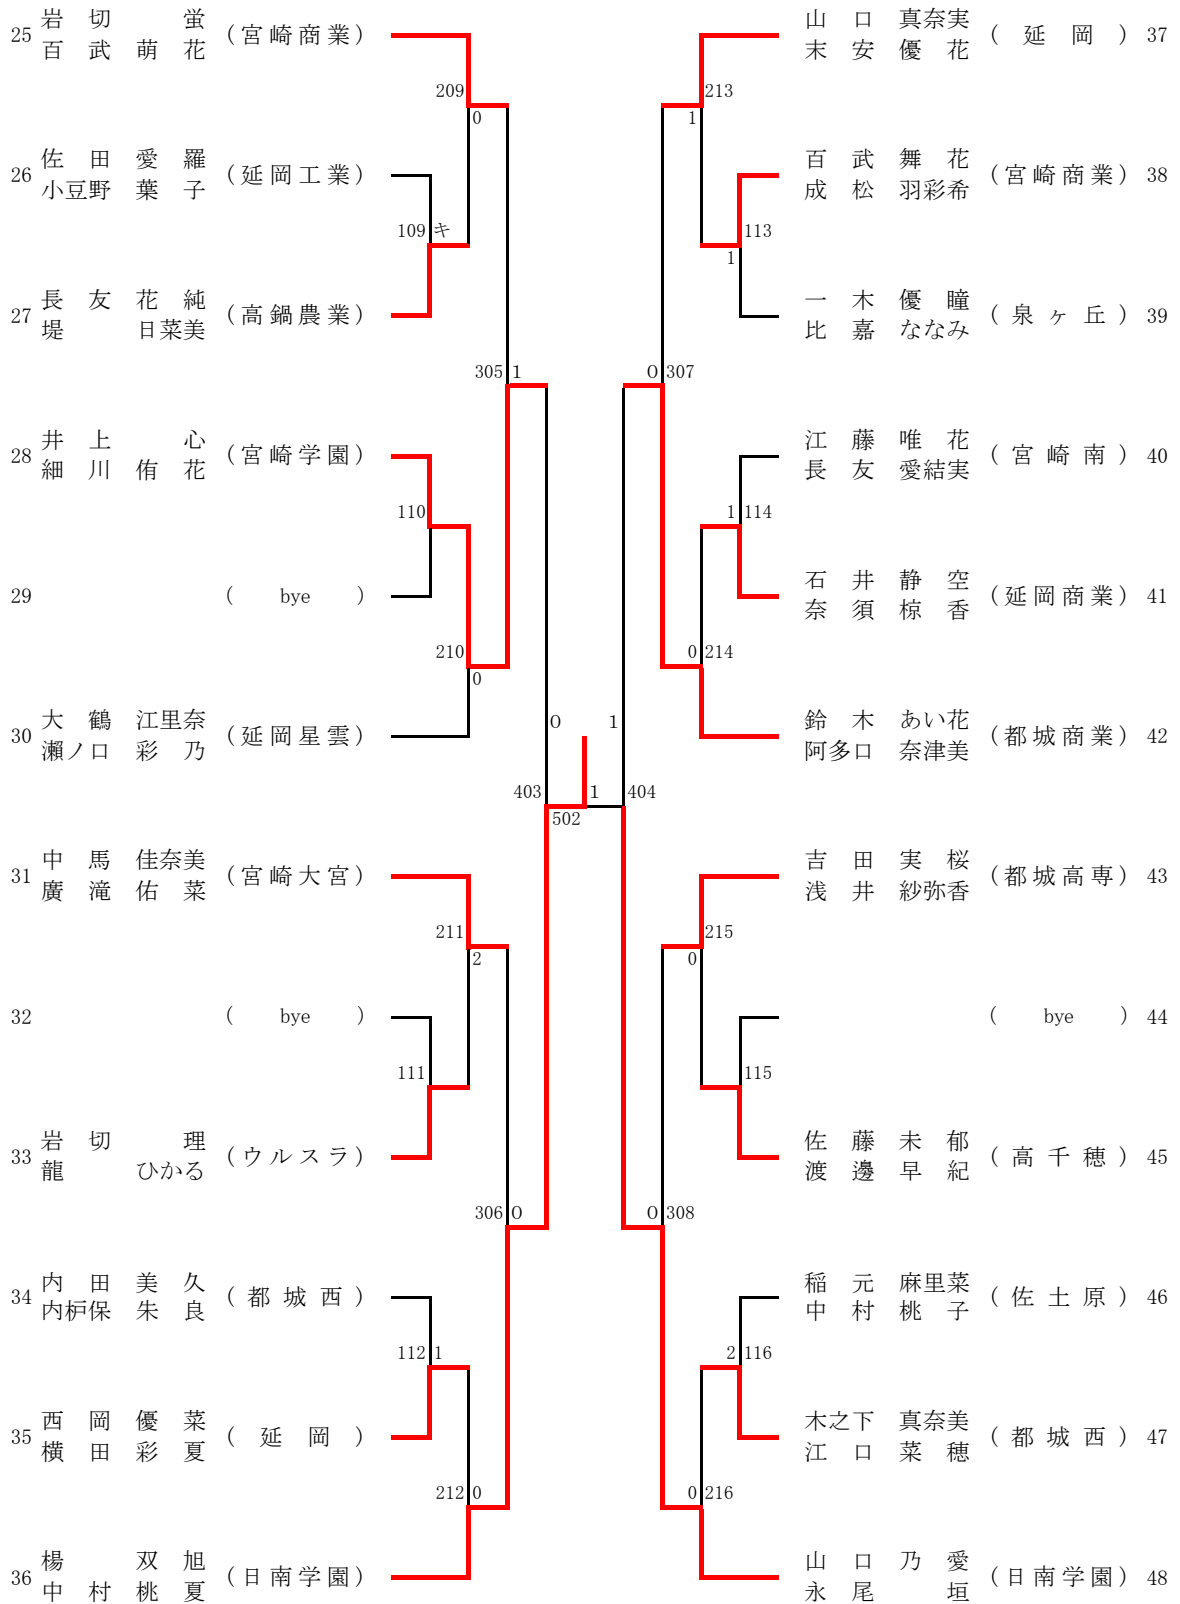 25 岩切 蛍 (宮崎商業)
百武 萌花
209
0
26 佐田 愛羅 (延岡工業)
小豆野 葉子
109 キ
27 長友 花純 (高鍋農業)
堤 日菜美
305 1
28 井上 心 (宮崎学園)
細川 侑花
110
29 ( bye )
210
0
30 大鶴 江里奈 (延岡星雲)
瀬ノ口 彩乃
0
403
502
31 中馬 佳奈美 (宮崎大宮)
廣滝 佑菜
211
2
32 ( bye )
111
33 岩切 理 (ウルスラ)
龍 ひかる
306 0
34 内田 美久 (都城西)
内枦保 朱良
112 1
35 西岡 優菜 (延岡)
横田 彩夏
212 0
36 楊 双旭 (日南学園)
中村 桃夏
山口 真奈実 (延岡) 37
末安 優花
213
1
百武 舞花 (宮崎商業) 38
成松 羽彩希
113
1
一木 優瞳 (泉ヶ丘) 39
比嘉 ななみ
0 307
江藤 唯花 (宮崎南) 40
長友 愛結実
1 114
石井 静空 (延岡商業) 41
奈須 椋香
0 214
鈴木 あい花 (都城商業) 42
阿多口 奈津美
1
1 404
吉田 実桜 (都城高専) 43
浅井 紗弥香
215
0
( bye ) 44
115
佐藤 未郁 (高千穂) 45
渡邊 早紀
0 308
稲元 麻里菜 (佐土原) 46
中村 桃子
2 116
木之下 真奈美 (都城西) 47
江口 菜穂
0 216
山口 乃愛 (日南学園) 48
永尾 垣